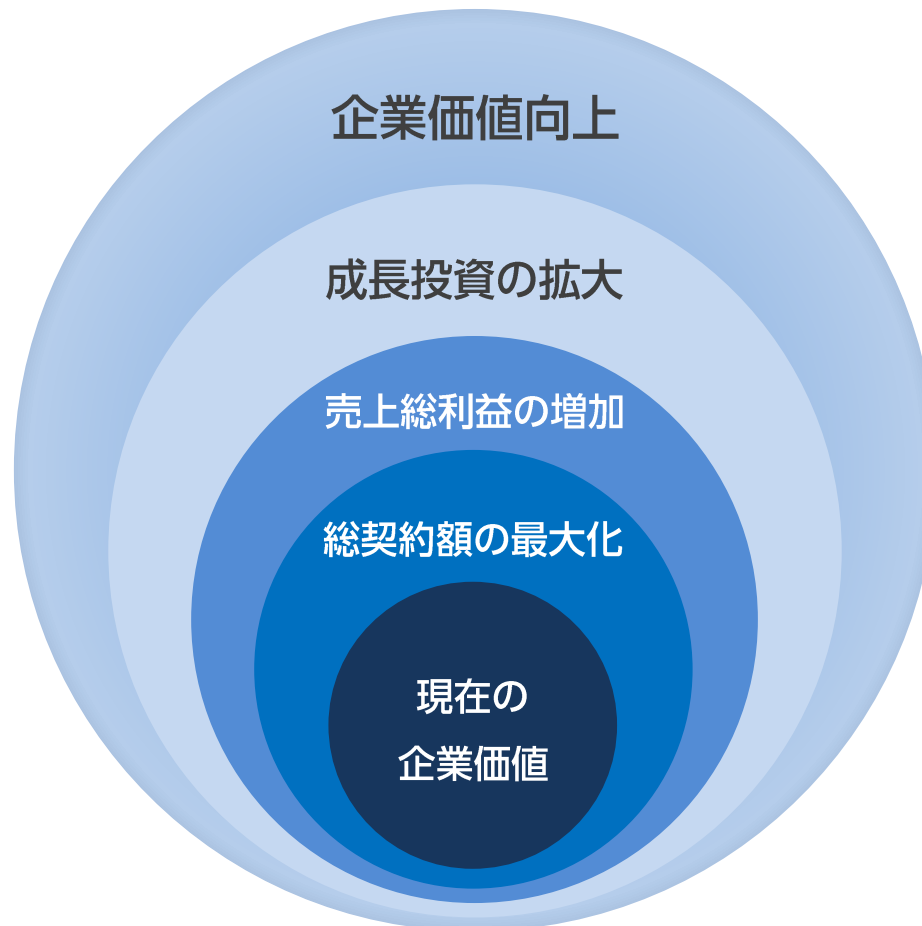 企業価値向上
成長投資の拡大
売上総利益の増加
総契約額の最大化
現在の
企業価値